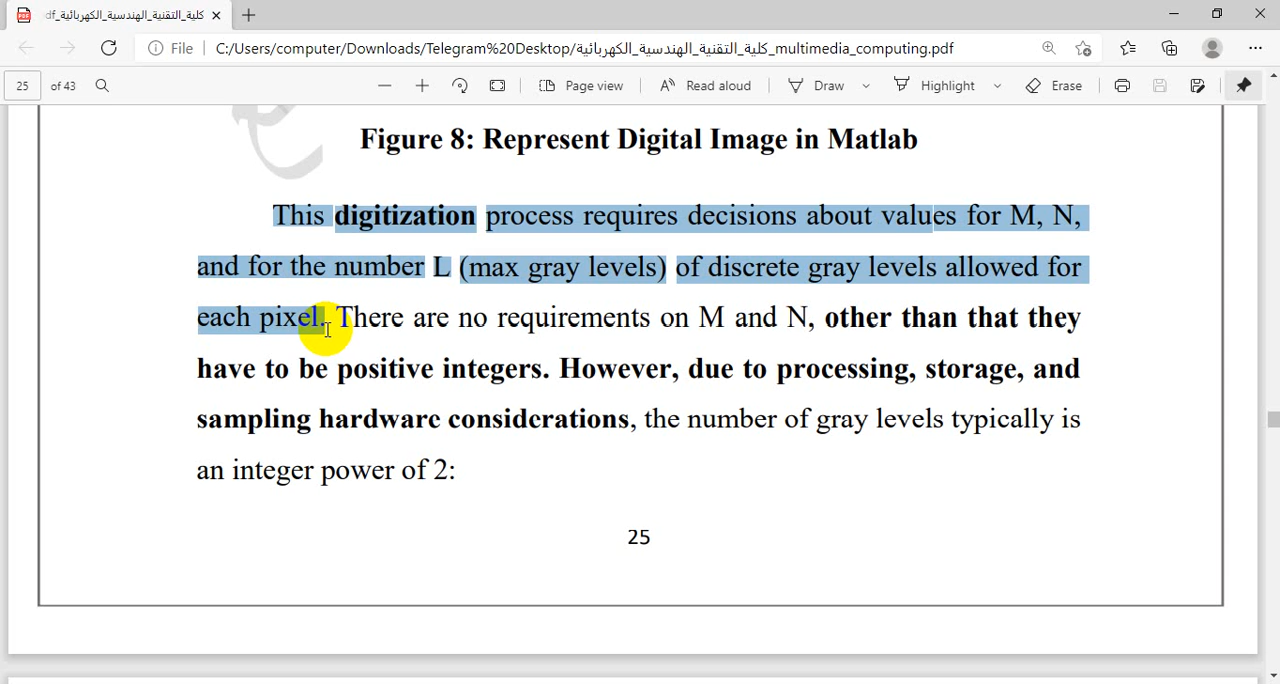 df_كلية_التقنية_الهندسية_الكهربائية
File
C:/Users/computer/Downloads/Telegram%20Desktop/كلية_التقنية_الهندسية_الكهربائية_multimedia_computing.pdf
25 of 43
Page view
Read aloud
Draw
Highlight
Erase
Figure 8: Represent Digital Image in Matlab
This digitization process requires decisions about values for M, N,
and for the number L (max gray levels) of discrete gray levels allowed for
each pixel. There are no requirements on M and N, other than that they
have to be positive integers. However, due to processing, storage, and
sampling hardware considerations, the number of gray levels typically is
an integer power of 2:
25